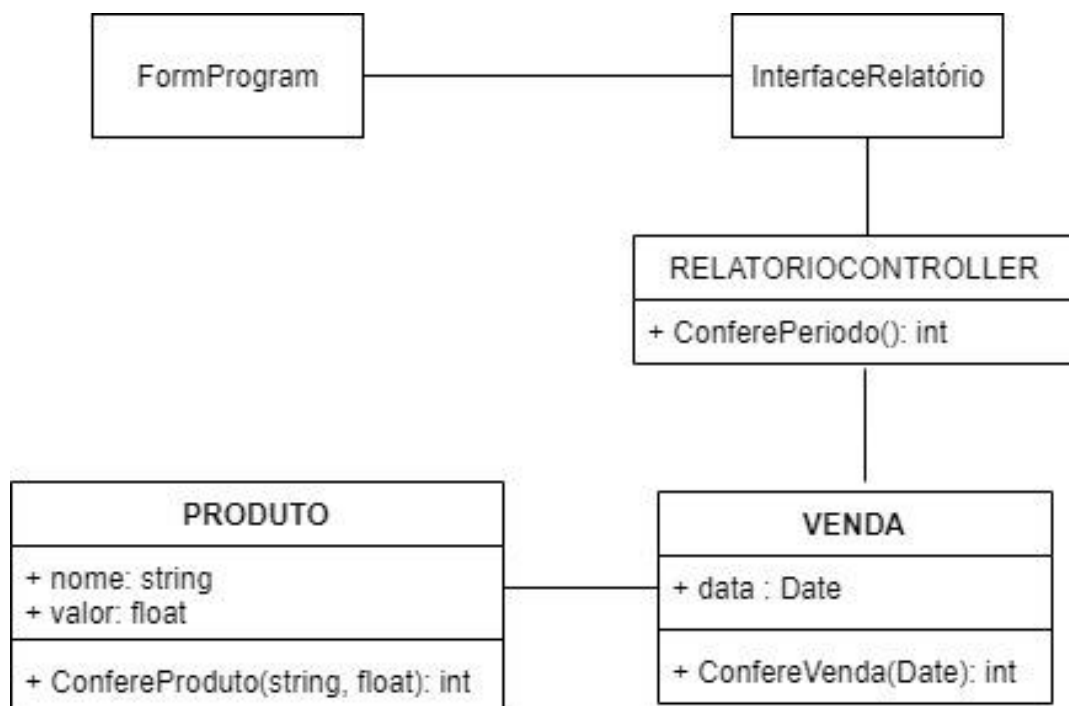 FormProgram
InterfaceRelatório
RELATORIOCONTROLLER
+ ConferePeriodo(): int
PRODUTO
+ nome: string
+ valor: float
+ ConfereProduto(string, float): int
VENDA
+ data : Date
+ ConfereVenda(Date): int